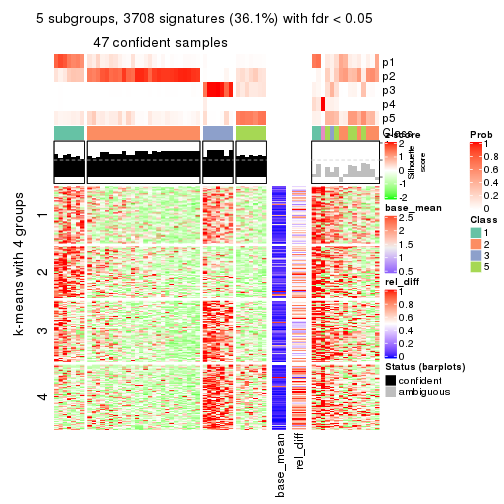 5 subgroups, 3708 signatures (36.1%) with fdr < 0.05
47 confident samples
p1
p2
p3
p4
p5
Class
Silhouette
score
k-means with 4 groups
1
2
3
4
base_mean
rel_diff
z-score
2
1
0
-1
-2
base_mean
2.5
1.5
0.5
rel_diff
1
0.8
0.6
0.4
0.2
0
Status (barplots)
confident
ambiguous
Prob
1
0.8
0.6
0.4
0.2
0
Class
1
2
3
5